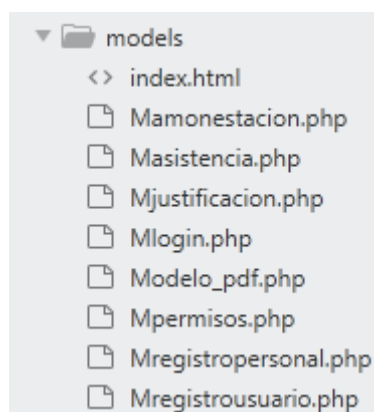 models
index.html
Mamonestacion.php
Masistencia.php
Mjustificacion.php
Mlogin.php
Modelo_pdf.php
Mpermisos.php
Mregistropersonal.php
Mregistrousuario.php